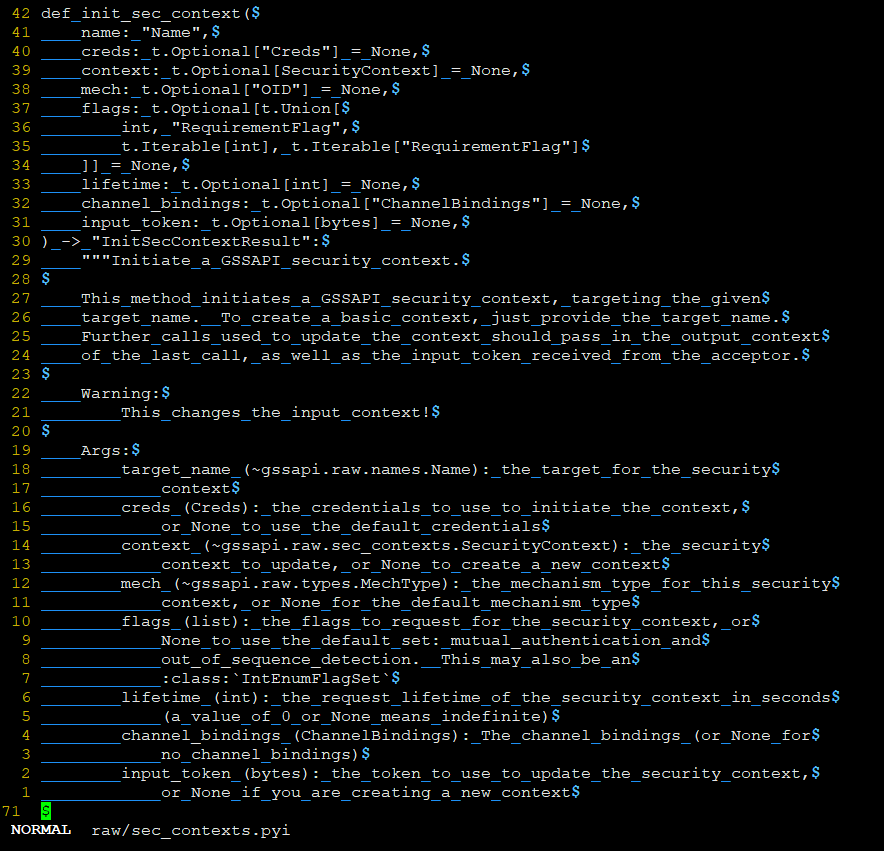 42 def_init_sec_context($
41 ____name:_"Name",$
40 ____creds:_t.Optional["Creds"]_=_None,$
39 ____context:_t.Optional[SecurityContext]_=_None,$
38 ____mech:_t.Optional["OID"]_=_None,$
37 ____flags:_t.Optional[t.Union[$
36 ________int,_"RequirementFlag",$
35 ________t.Iterable[int],_t.Iterable["RequirementFlag"]$
34 ____]]_=_None,$
33 ____lifetime:_t.Optional[int]_=_None,$
32 ____channel_bindings:_t.Optional["ChannelBindings"]_=_None,$
31 ____input_token:_t.Optional[bytes]_=_None,$
30 )_->_"InitSecContextResult":$
29 ____"""Initiate_a_GSSAPI_security_context.$
28 $
27 ____This_method_initiates_a_GSSAPI_security_context,_targeting_the_given$
26 ____target_name.__To_create_a_basic_context,_just_provide_the_target_name.$
25 ____Further_calls_used_to_update_the_context_should_pass_in_the_output_context$
24 ____of_the_last_call,_as_well_as_the_input_token_received_from_the_acceptor.$
23 $
22 ____Warning:$
21 ________This_changes_the_input_context!$
20 $
19 ____Args:$
18 ________target_name_(~gssapi.raw.names.Name):_the_target_for_the_security$
17 ____________context$
16 ________creds_(Creds):_the_credentials_to_use_to_initiate_the_context,$
15 ____________or_None_to_use_the_default_credentials$
14 ________context_(~gssapi.raw.sec_contexts.SecurityContext):_the_security$
13 ____________context_to_update,_or_None_to_create_a_new_context$
12 ________mech_(~gssapi.raw.types.MechType):_the_mechanism_type_for_this_security$
11 ____________context,_or_None_for_the_default_mechanism_type$
10 ________flags_(list):_the_flags_to_request_for_the_security_context,_or$
9 ____________None_to_use_the_default_set:_mutual_authentication_and$
8 ____________out_of_sequence_detection.__This_may_also_be_an$
7 ____________:class:`IntEnumFlagSet`$
6 ________lifetime_(int):_the_request_lifetime_of_the_security_context_in_seconds$
5 ____________(a_value_of_0_or_None_means_indefinite)$
4 ________channel_bindings_(ChannelBindings):_The_channel_bindings_(or_None_for$
3 ____________no_channel_bindings)$
2 ________input_token_(bytes):_the_token_to_use_to_update_the_security_context,$
1 ____________or_None_if_you_are_creating_a_new_context$
71 $
NORMAL raw/sec_contexts.pyi